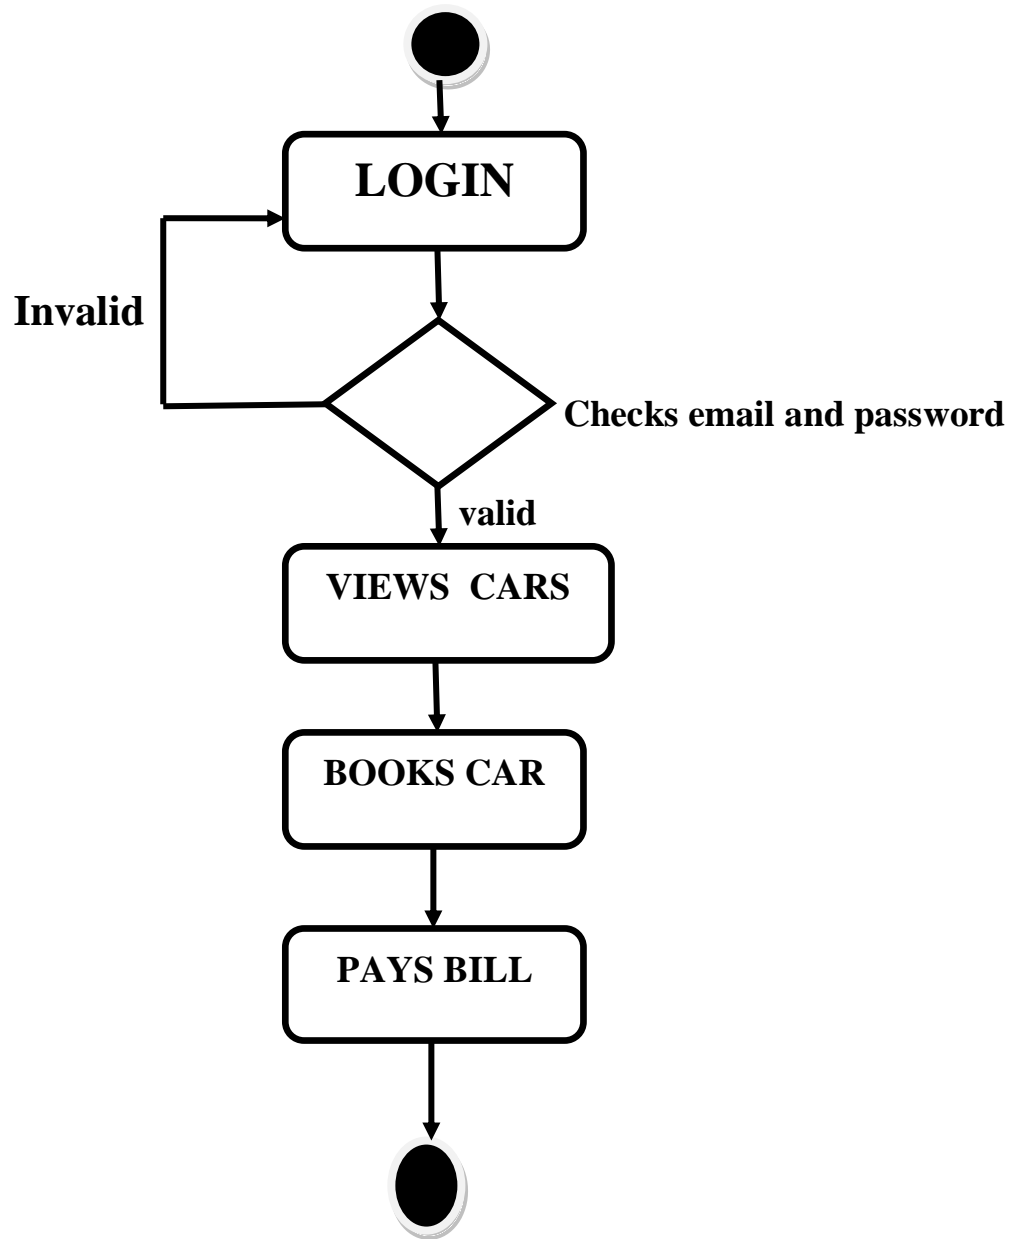 LOGIN
Invalid
Checks email and password
valid
VIEWS  CARS
BOOKS CAR
PAYS BILL